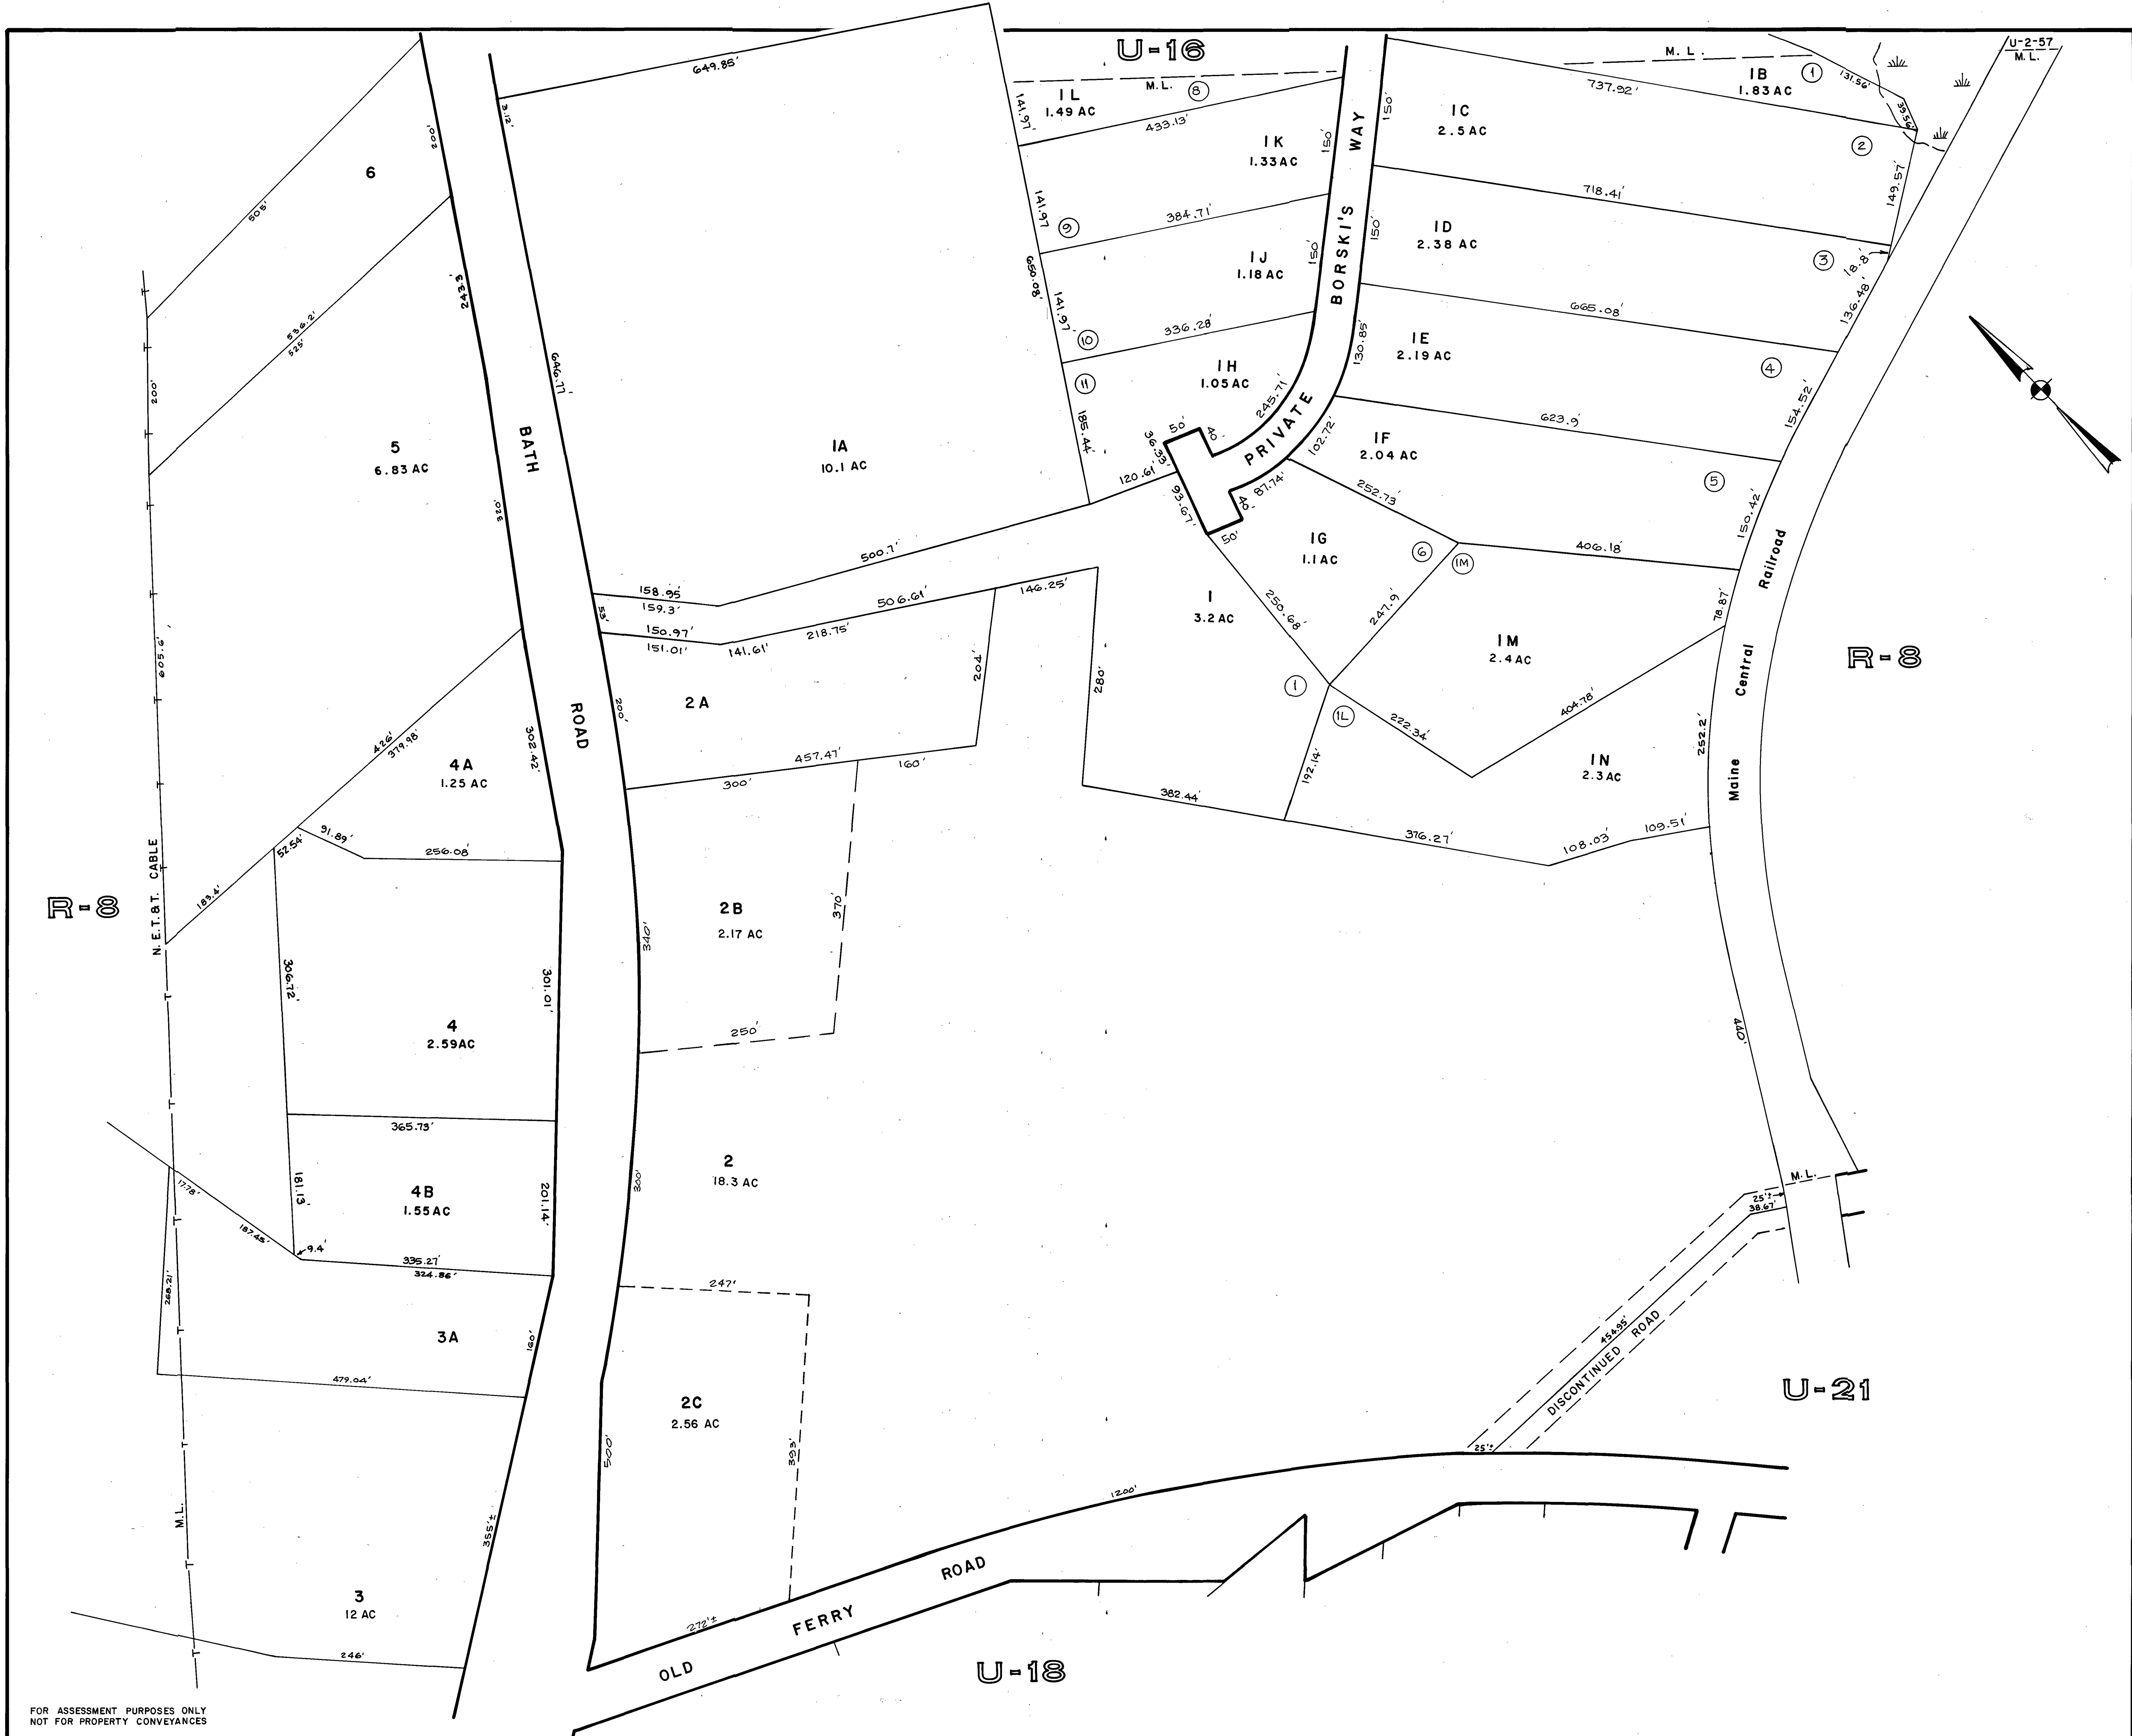 U-16
U-2-57
M.L.
M. L.
1B
1.83 AC
1
131.56'
39.56'
649.85'
3.12'
200'
6
505'
536.2'
525'
243.3'
200'
5
6.83 AC
320'
BATH
646.77'
1A
10.1 AC
M.L.
8
1L
1.49 AC
141.97'
433.13'
1K
1.33AC
150'
141.97
9
384.71'
1J
1.18 AC
150'
650.08'
141.97'
10
336.28'
11
1H
1.05 AC
245.71'
185.44'
PRIVATE
BORSKI'S
WAY
150'
1C
2.5 AC
737.92'
2
149.57'
718.41'
150'
1D
2.38 AC
3
18.8'
136.48'
665.08'
130.85'
1E
2.19 AC
4
154.52'
623.9'
102.72'
1F
2.04 AC
5
150.42'
50'
40'
36.33'
120.61'
93.67'
40'
87.74'
50'
252.73'
1G
1.1 AC
6
1M
406.18'
500.7'
158.95'
159.3'
53'
150.97'
151.01'
141.61'
218.75'
506.61'
146.25'
204'
280'
1
3.2 AC
250.68'
247.9'
78.87'
1M
2.4 AC
404.78'
1
1L
222.34'
192.14'
1N
2.3 AC
252.2'
382.44'
376.27'
108.03'
109.51'
Maine
Central
Railroad
R-8
605.6'
ROAD
302.42'
200'
2A
457.47'
300'
160'
426'
379.98'
4A
1.25 AC
91.89'
52.54'
256.08'
183.4'
N.E.T.&T. CABLE
R-8
340'
2B
2.17 AC
370'
250'
306.72'
301.01'
4
2.59AC
440'
365.73'
181.13'
4B
1.55 AC
201.14'
300'
2
18.3 AC
17.78'
187.45'
9.4'
335.27'
324.86'
268.21'
3A
160'
479.04'
247'
2C
2.56 AC
393'
500'
M.L.
25'±
38.67'
454.95'
DISCONTINUED ROAD
25'±
U-21
M.L.
355'±
3
12 AC
246'
272'±
1200'
OLD
FERRY
ROAD
U-18
FOR ASSESSMENT PURPOSES ONLY
NOT FOR PROPERTY CONVEYANCES